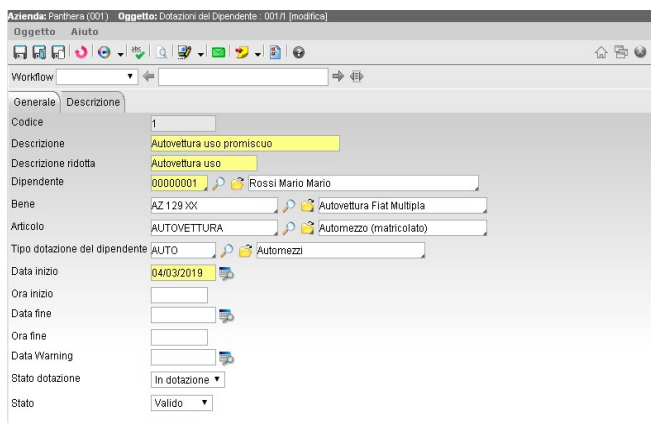 Azienda: Panthera (001) Oggetto: Dotazioni del Dipendente : 001/1 [modifica]
Oggetto Aiuto
Workflow
Generale Descrizione
Codice 1
Descrizione Autovettura uso promiscuo
Descrizione ridotta Autovettura uso
Dipendente 00000001 Rossi Mario Mario
Bene AZ 129 XX Autovettura Fiat Multipla
Articolo AUTOVETTURA Automezzo (matricolato)
Tipo dotazione del dipendente AUTO Automezzi
Data inizio 04/03/2019
Ora inizio
Data fine
Ora fine
Data Warning
Stato dotazione In dotazione
Stato Valido